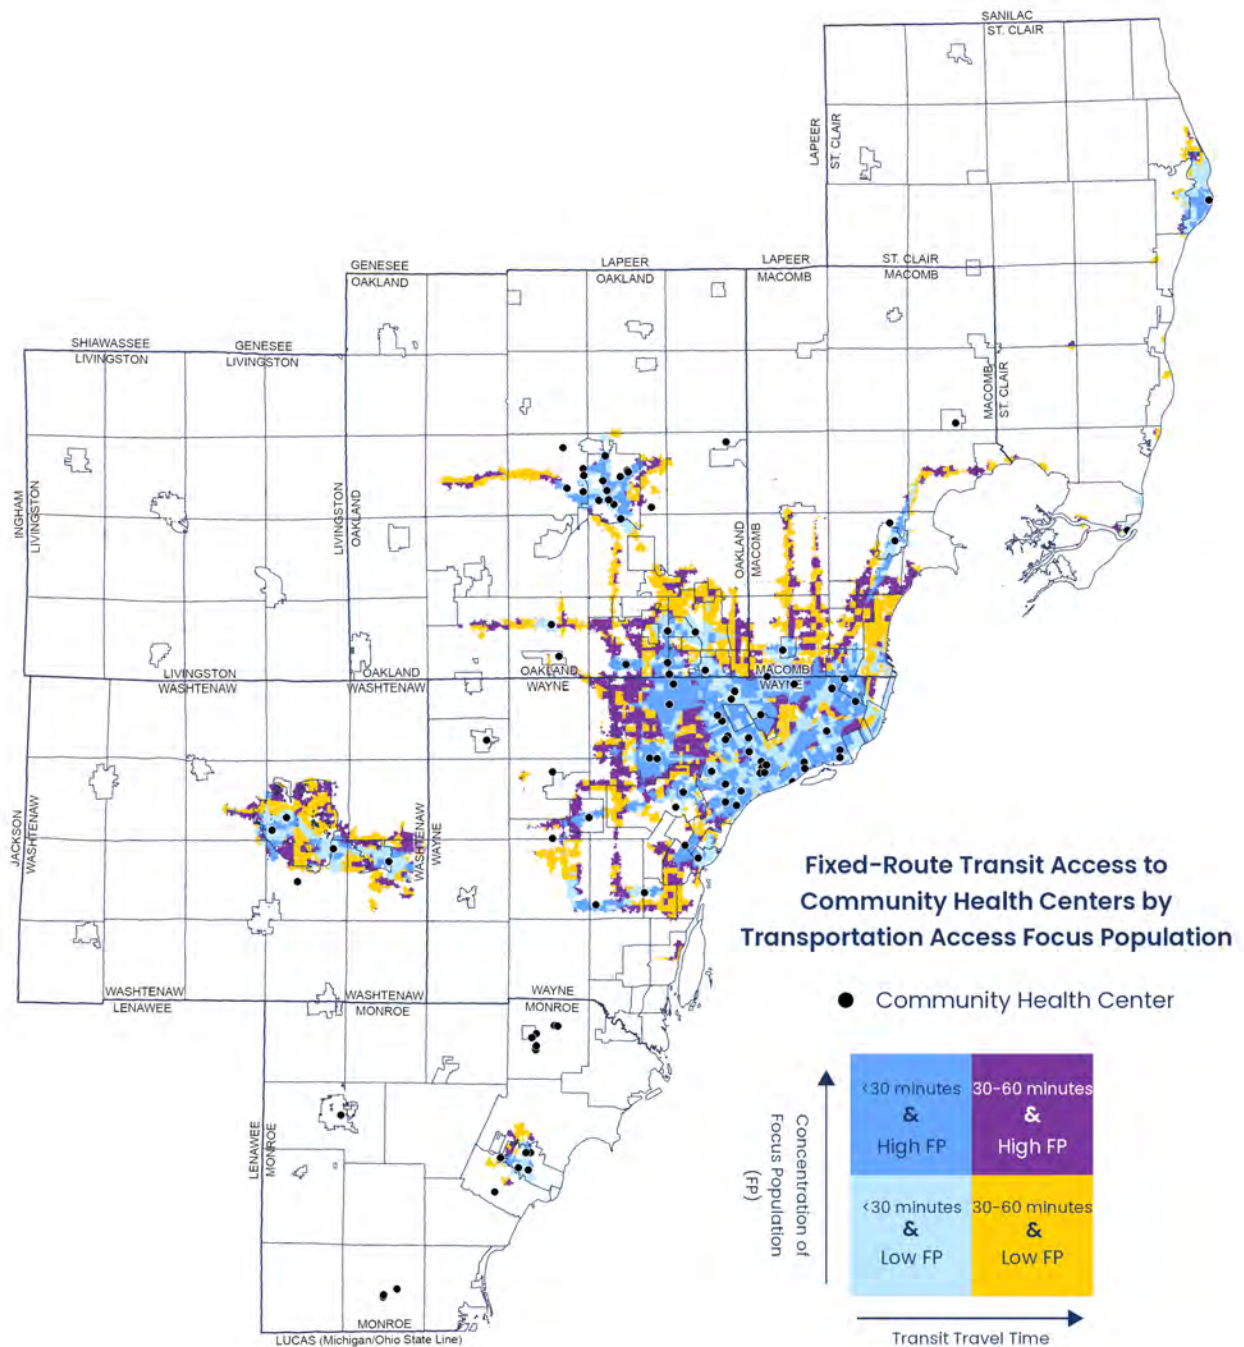 SANILAC
ST. CLAIR
LAPEER
ST. CLAIR
GENESEE
OAKLAND
LAPEER
OAKLAND
LAPEER
MACOMB
ST. CLAIR
MACOMB
SHIAWASSEE
LIVINGSTON
GENESEE
LIVINGSTON
MACOMB
ST. CLAIR
INGHAM
LIVINGSTON
LIVINGSTON
OAKLAND
OAKLAND
MACOMB
LIVINGSTON
WASHTENAW
OAKLAND
WASHTENAW
OAKLAND
WAYNE
MACOMB
WAYNE
JACKSON
WASHTENAW
WASHTENAW
WAYNE
Fixed-Route Transit Access to
Community Health Centers by
Transportation Access Focus Population
Community Health Center
WASHTENAW
LENAWEE
WASHTENAW
MONROE
WAYNE
MONROE
LENAWEE
MONROE
Concentration of
Focus Population
(FP)
<30 minutes
&
High FP
30-60 minutes
&
High FP
<30 minutes
&
Low FP
30-60 minutes
&
Low FP
Transit Travel Time
MONROE
LUCAS (Michigan/Ohio State Line)